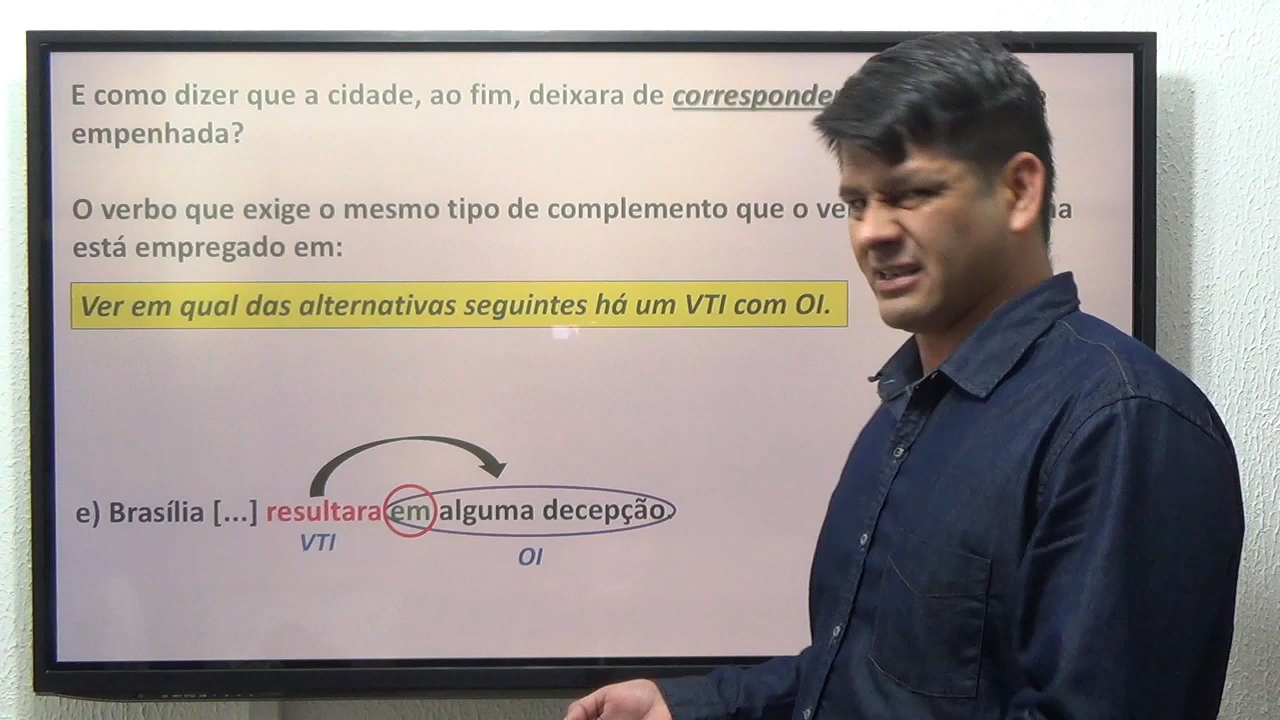 E como dizer que a cidade, ao fim, deixara de corresponder
empenhada?
O verbo que exige o mesmo tipo de complemento que o
está empregado em:
Ver em qual das alternativas seguintes há um VTI com OI.
e) Brasília [...] resultara em alguma decepção.
VTI
OI